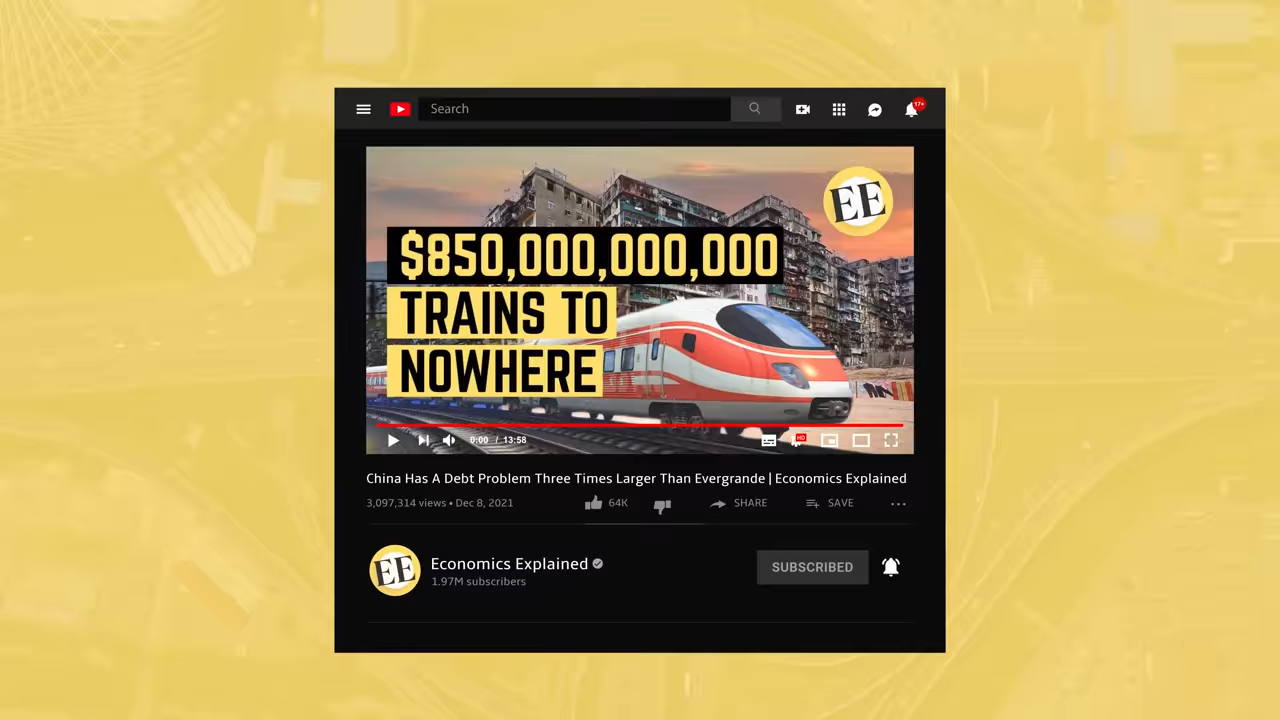 Search
17+
EE
$850,000,000,000
TRAINS TO
NOWHERE
0:00 / 13:58
HD
China Has A Debt Problem Three Times Larger Than Evergrande | Economics Explained
3,097,314 views • Dec 8, 2021
64K
SHARE
SAVE
EE
Economics Explained
SUBSCRIBED
1.97M subscribers